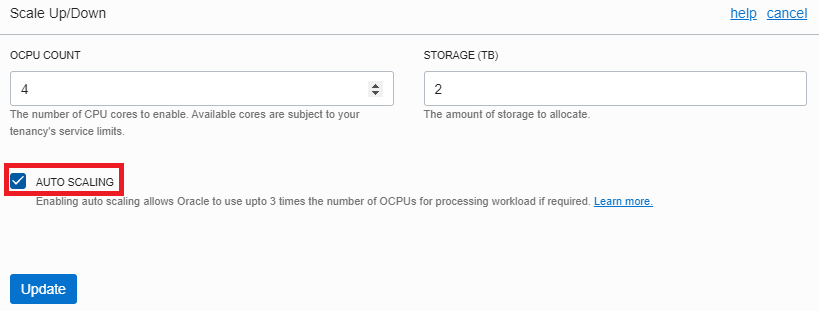 Scale Up/Down help cancel
OCPU COUNT STORAGE (TB)
4 2
The number of CPU cores to enable. Available cores are subject to your The amount of storage to allocate.
tenancy's service limits.
AUTO SCALING
Enabling auto scaling allows Oracle to use upto 3 times the number of OCPUs for processing workload if required. Learn more.
Update